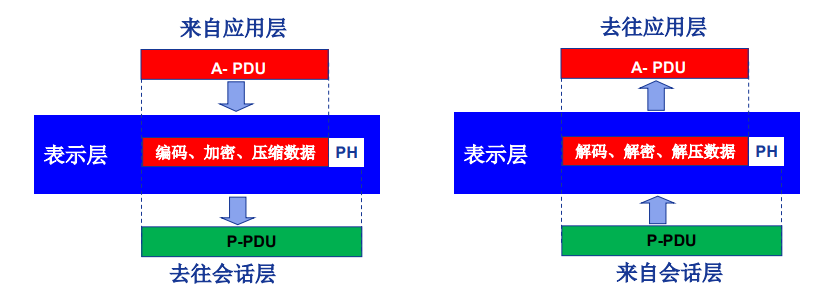 来自应用层
A- PDU
表示层
编码、加密、压缩数据
PH
P-PDU
去往会话层
去往应用层
A- PDU
表示层
解码、解密、解压数据
PH
P-PDU
来自会话层